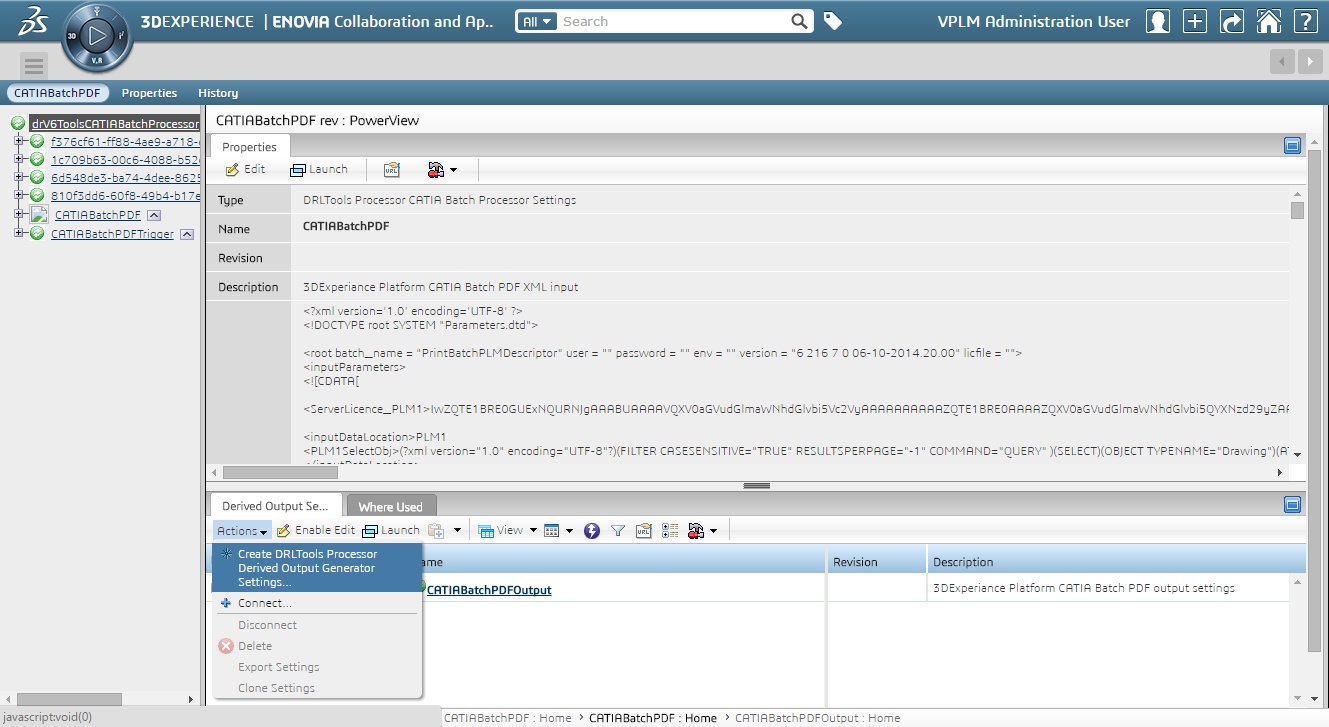 3DEXPERIENCE | ENOVIA Collaboration and Ap..
All
Search
VPLM Administration User
3D
V.R
CATIABatchPDF
Properties
History
drV6ToolsCATIABatchProcessor
f376cf61-ff88-4ae9-a718-
1c709b63-00c6-4088-b52
6d548de3-ba74-4dee-8625
810f3dd6-60f8-49b4-b17e
CATIABatchPDF
CATIABatchPDFTrigger
CATIABatchPDF rev : PowerView
Properties
Edit
Launch
URL
Type
DRLTools Processor CATIA Batch Processor Settings
Name
CATIABatchPDF
Revision
Description
3DExperiance Platform CATIA Batch PDF XML input
<?xml version='1.0' encoding='UTF-8' ?>
<!DOCTYPE root SYSTEM "Parameters.dtd">
<root batch_name = "PrintBatchPLMDescriptor" user = "" password = "" env = "" version = "6 216 7 0 06-10-2014.20.00" licfile = "">
<inputParameters>
<![CDATA[
<inputDataLocation>PLM1
<PLM1SelectObj>(?xml version="1.0" encoding="UTF-8"?)(FILTER CASESENSITIVE="TRUE" RESULTSPERPAGE="-1" COMMAND="QUERY" )(SELECT)(OBJECT TYPENAME="Drawing")(AT
Derived Output Se...
Where Used
Actions
Enable Edit
Launch
View
URL
Create DRLTools Processor
Derived Output Generator
Settings...
Connect...
Disconnect
Delete
Export Settings
Clone Settings
ame
Revision
Description
CATIABatchPDFOutput
3DExperience Platform CATIA Batch PDF output settings
javascript:void(0)
CATIABatchPDF : Home › CATIABatchPDF : Home › CATIABatchPDFOutput : Home